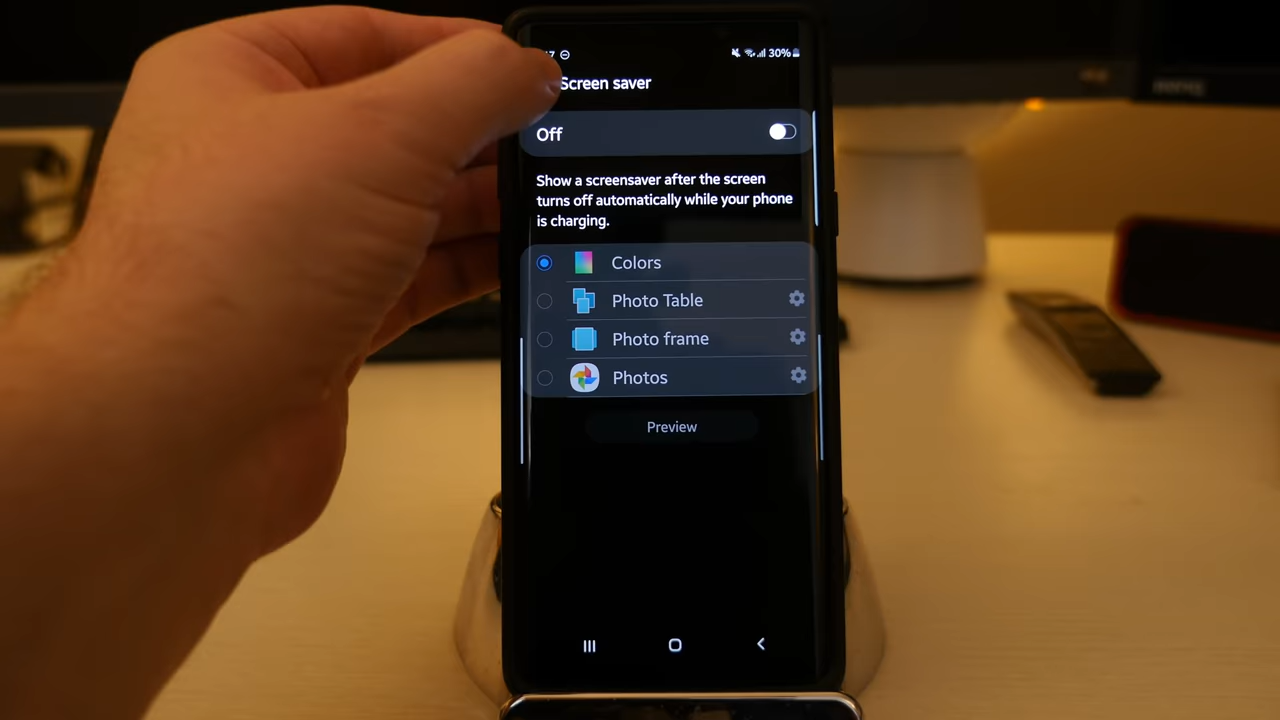 30%
Screen saver
Off
Show a screensaver after the screen
turns off automatically while your phone
is charging.
Colors
Photo Table
Photo frame
Photos
Preview